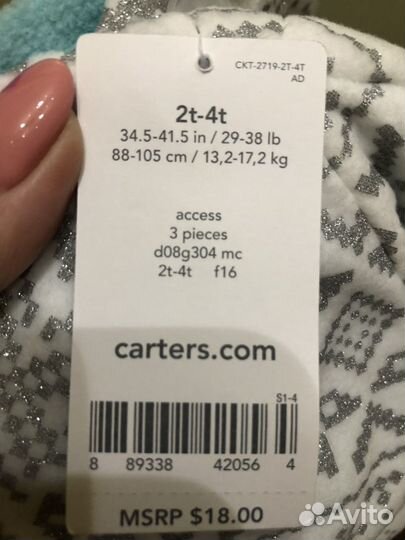 CKT-2719-2T-4T
AD
2t-4t
34.5-41.5 in / 29-38 lb
88-105 cm / 13,2-17,2 kg
access
3 pieces
d08g304 mc
2t-4t f16
carters.com
S1-4
8 89338 42056 4
MSRP $18.00
Avito